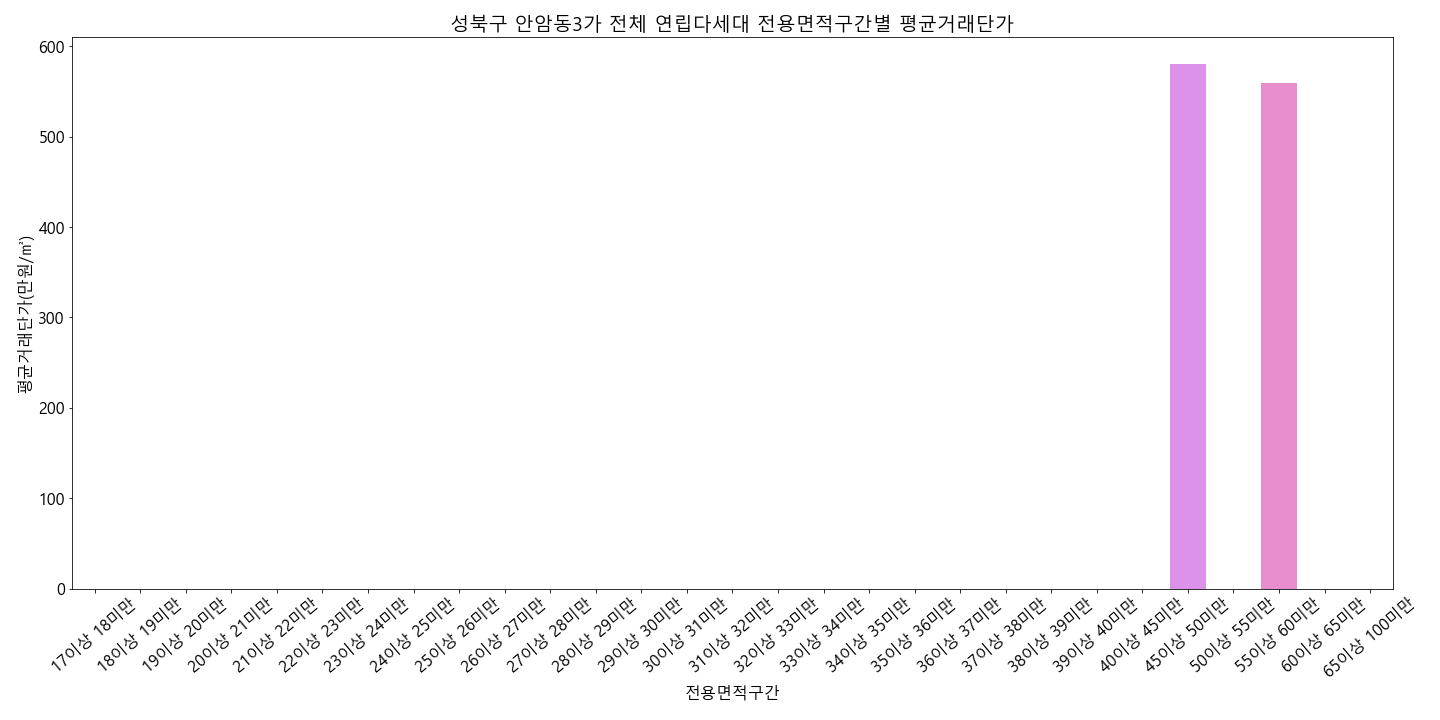 성북구 안암동3가 전체 연립다세대 전용면적구간별 평균거래단가
평균거래단가(만원/㎡)
600
500
400
300
200
100
0
17이상 18미만
18이상 19미만
19이상 20미만
20이상 21미만
21이상 22미만
22이상 23미만
23이상 24미만
24이상 25미만
25이상 26미만
26이상 27미만
27이상 28미만
28이상 29미만
29이상 30미만
30이상 31미만
31이상 32미만
32이상 33미만
33이상 34미만
34이상 35미만
35이상 36미만
36이상 37미만
37이상 38미만
38이상 39미만
39이상 40미만
40이상 45미만
45이상 50미만
50이상 55미만
55이상 60미만
60이상 65미만
65이상 100미만
전용면적구간